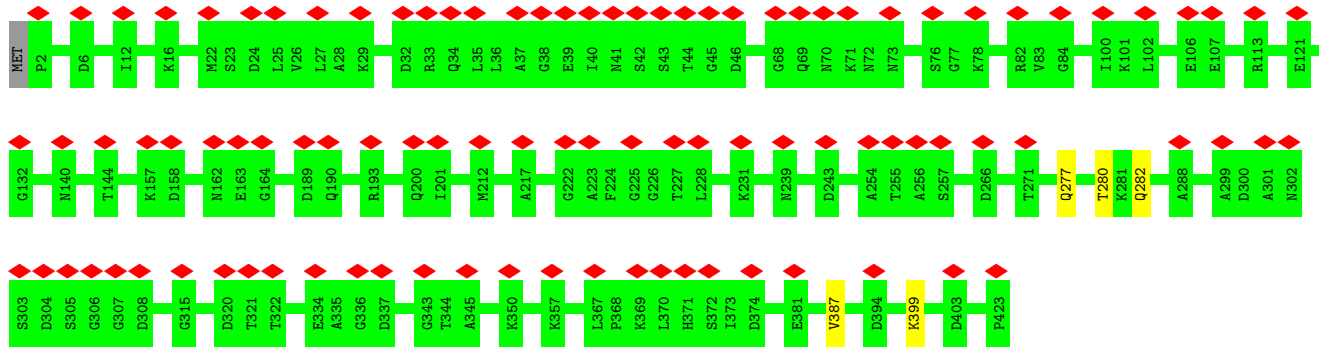 MET P2 D6 I12 K16 M22 S23 D24 L25 V26 L27 A28 K29 D32 R33 Q34 L35 L36 A37 G38 E39 I40 N41 S42 S43 T44 G45 D46 G68 Q69 N70 K71 N72 N73 S76 G77 K78 R82 V83 G84 I100 K101 L102 E106 E107 R113 E121
G132 N140 T144 K157 D158 N162 E163 G164 D189 Q190 R193 Q200 I201 M212 A217 G222 A223 F224 G225 G226 T227 L228 K231 N239 D243 A254 T255 A256 S257 D266 T271 Q277 T280 K281 Q282 A288 A299 D300 A301 N302
S303 D304 S305 G306 G307 D308 G315 D320 T321 T322 E334 A335 G336 D337 G343 T344 A345 K350 K357 L367 P368 K369 L370 H371 S372 I373 D374 E381 V387 D394 K399 D403 P423